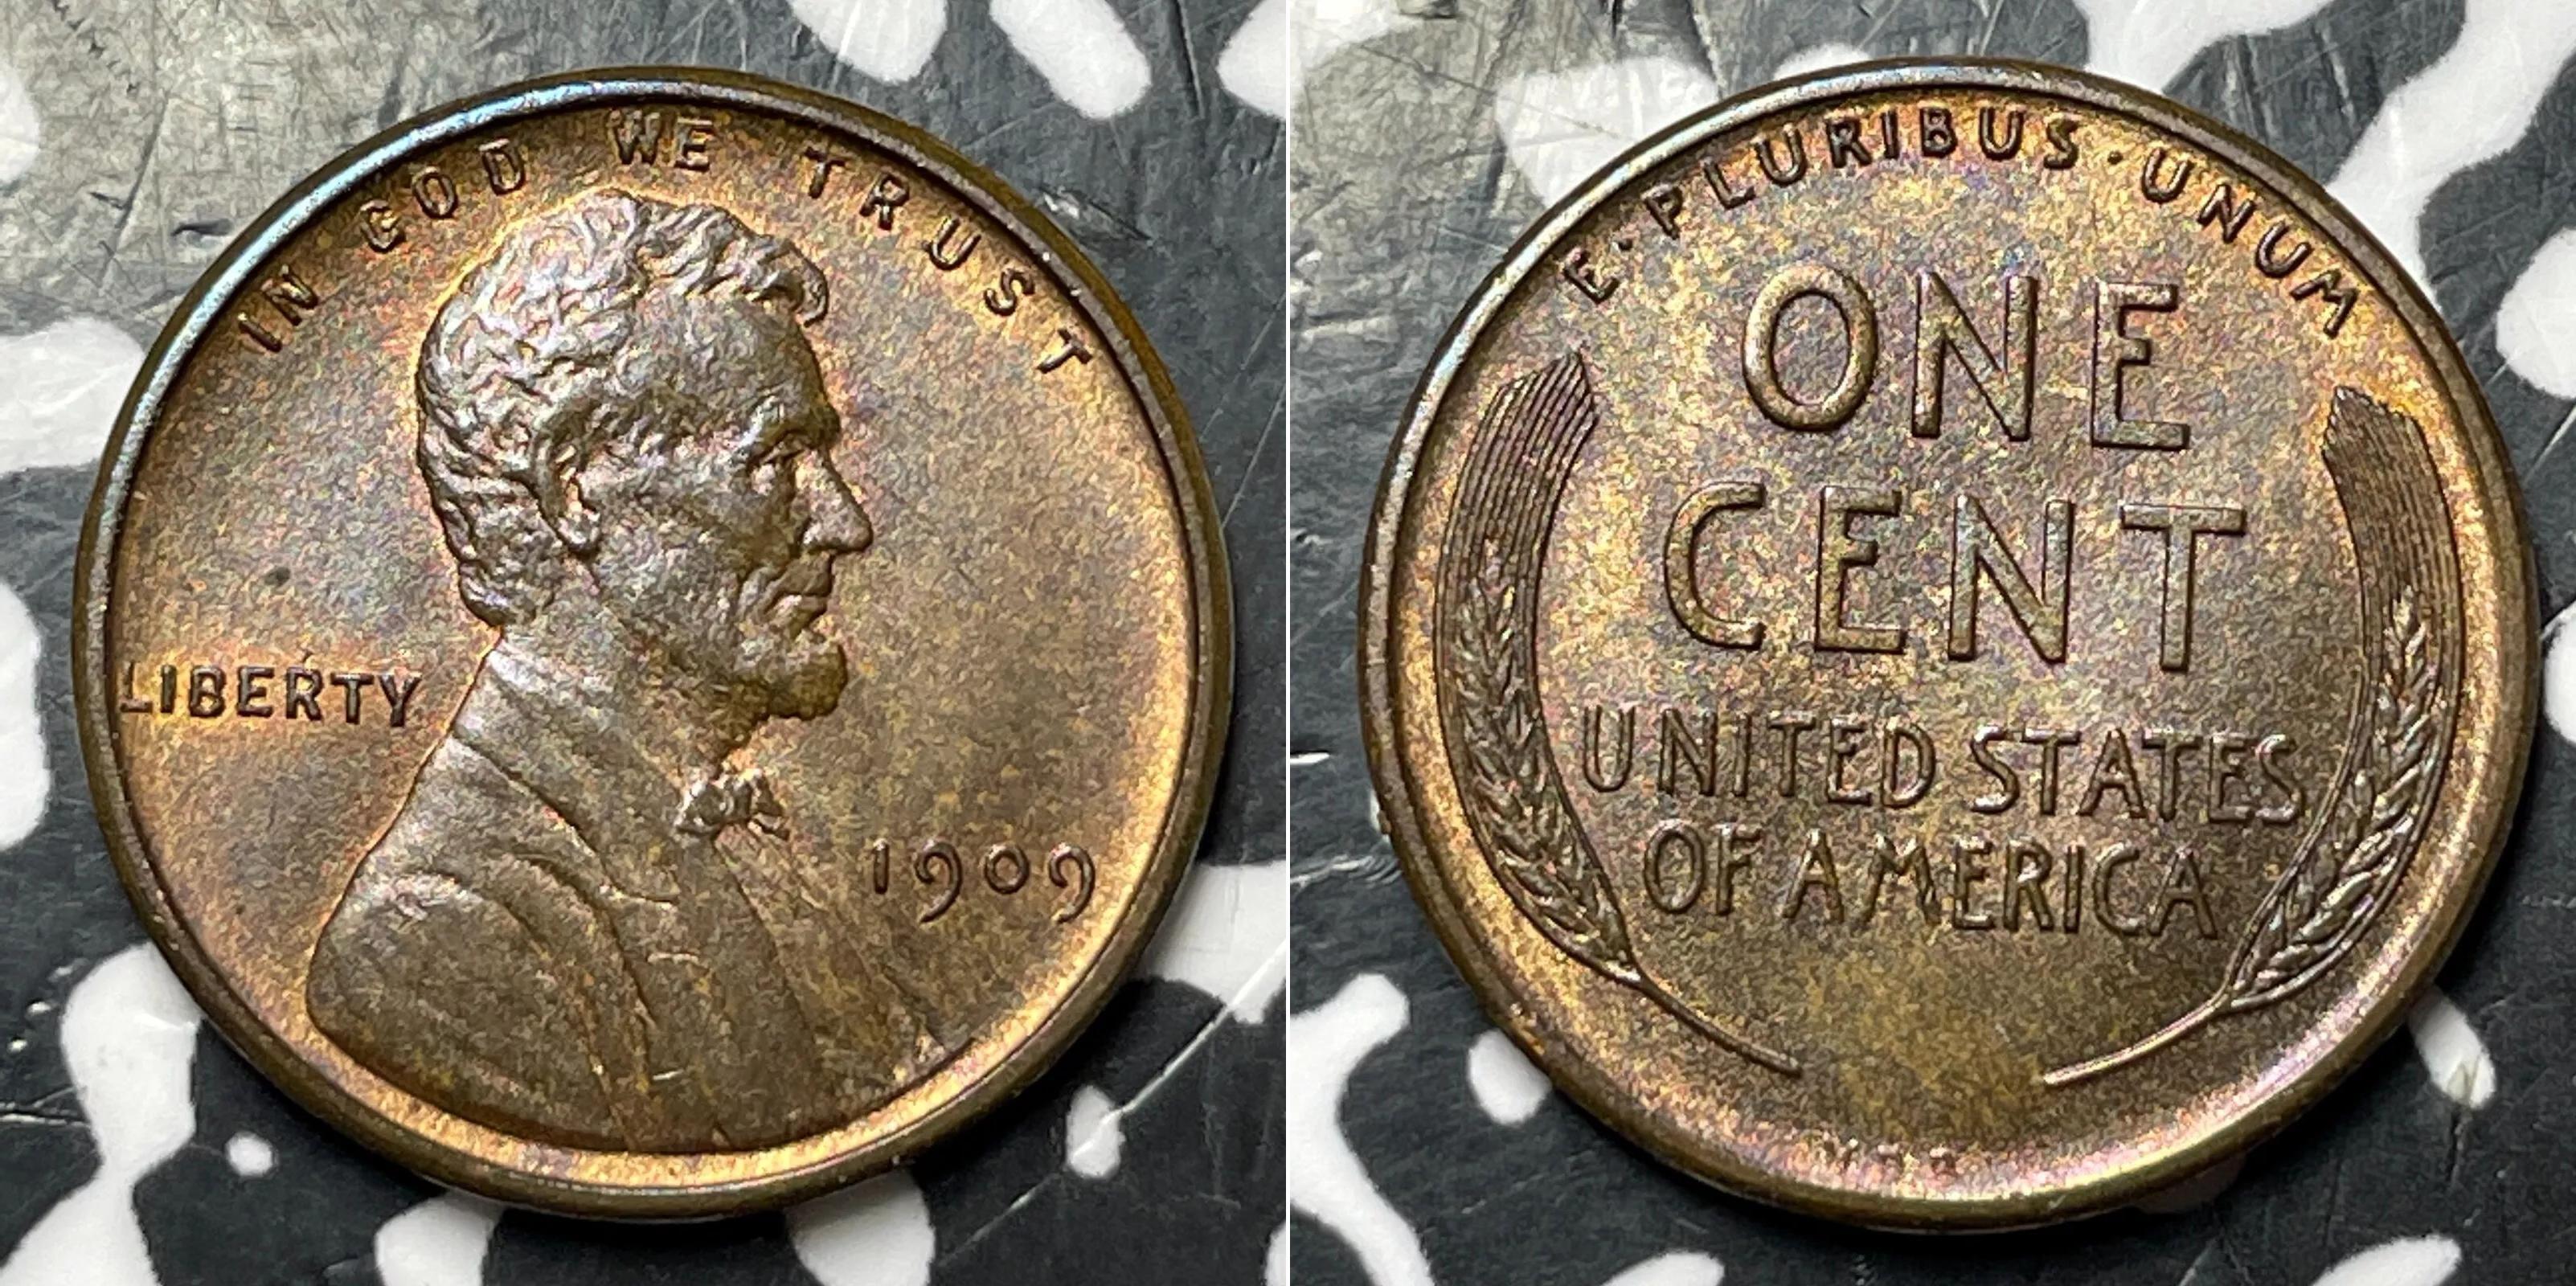 IN GOD WE TRUST
LIBERTY
1909
E·PLURIBUS·UNUM
ONE
CENT
UNITED STATES
OF AMERICA